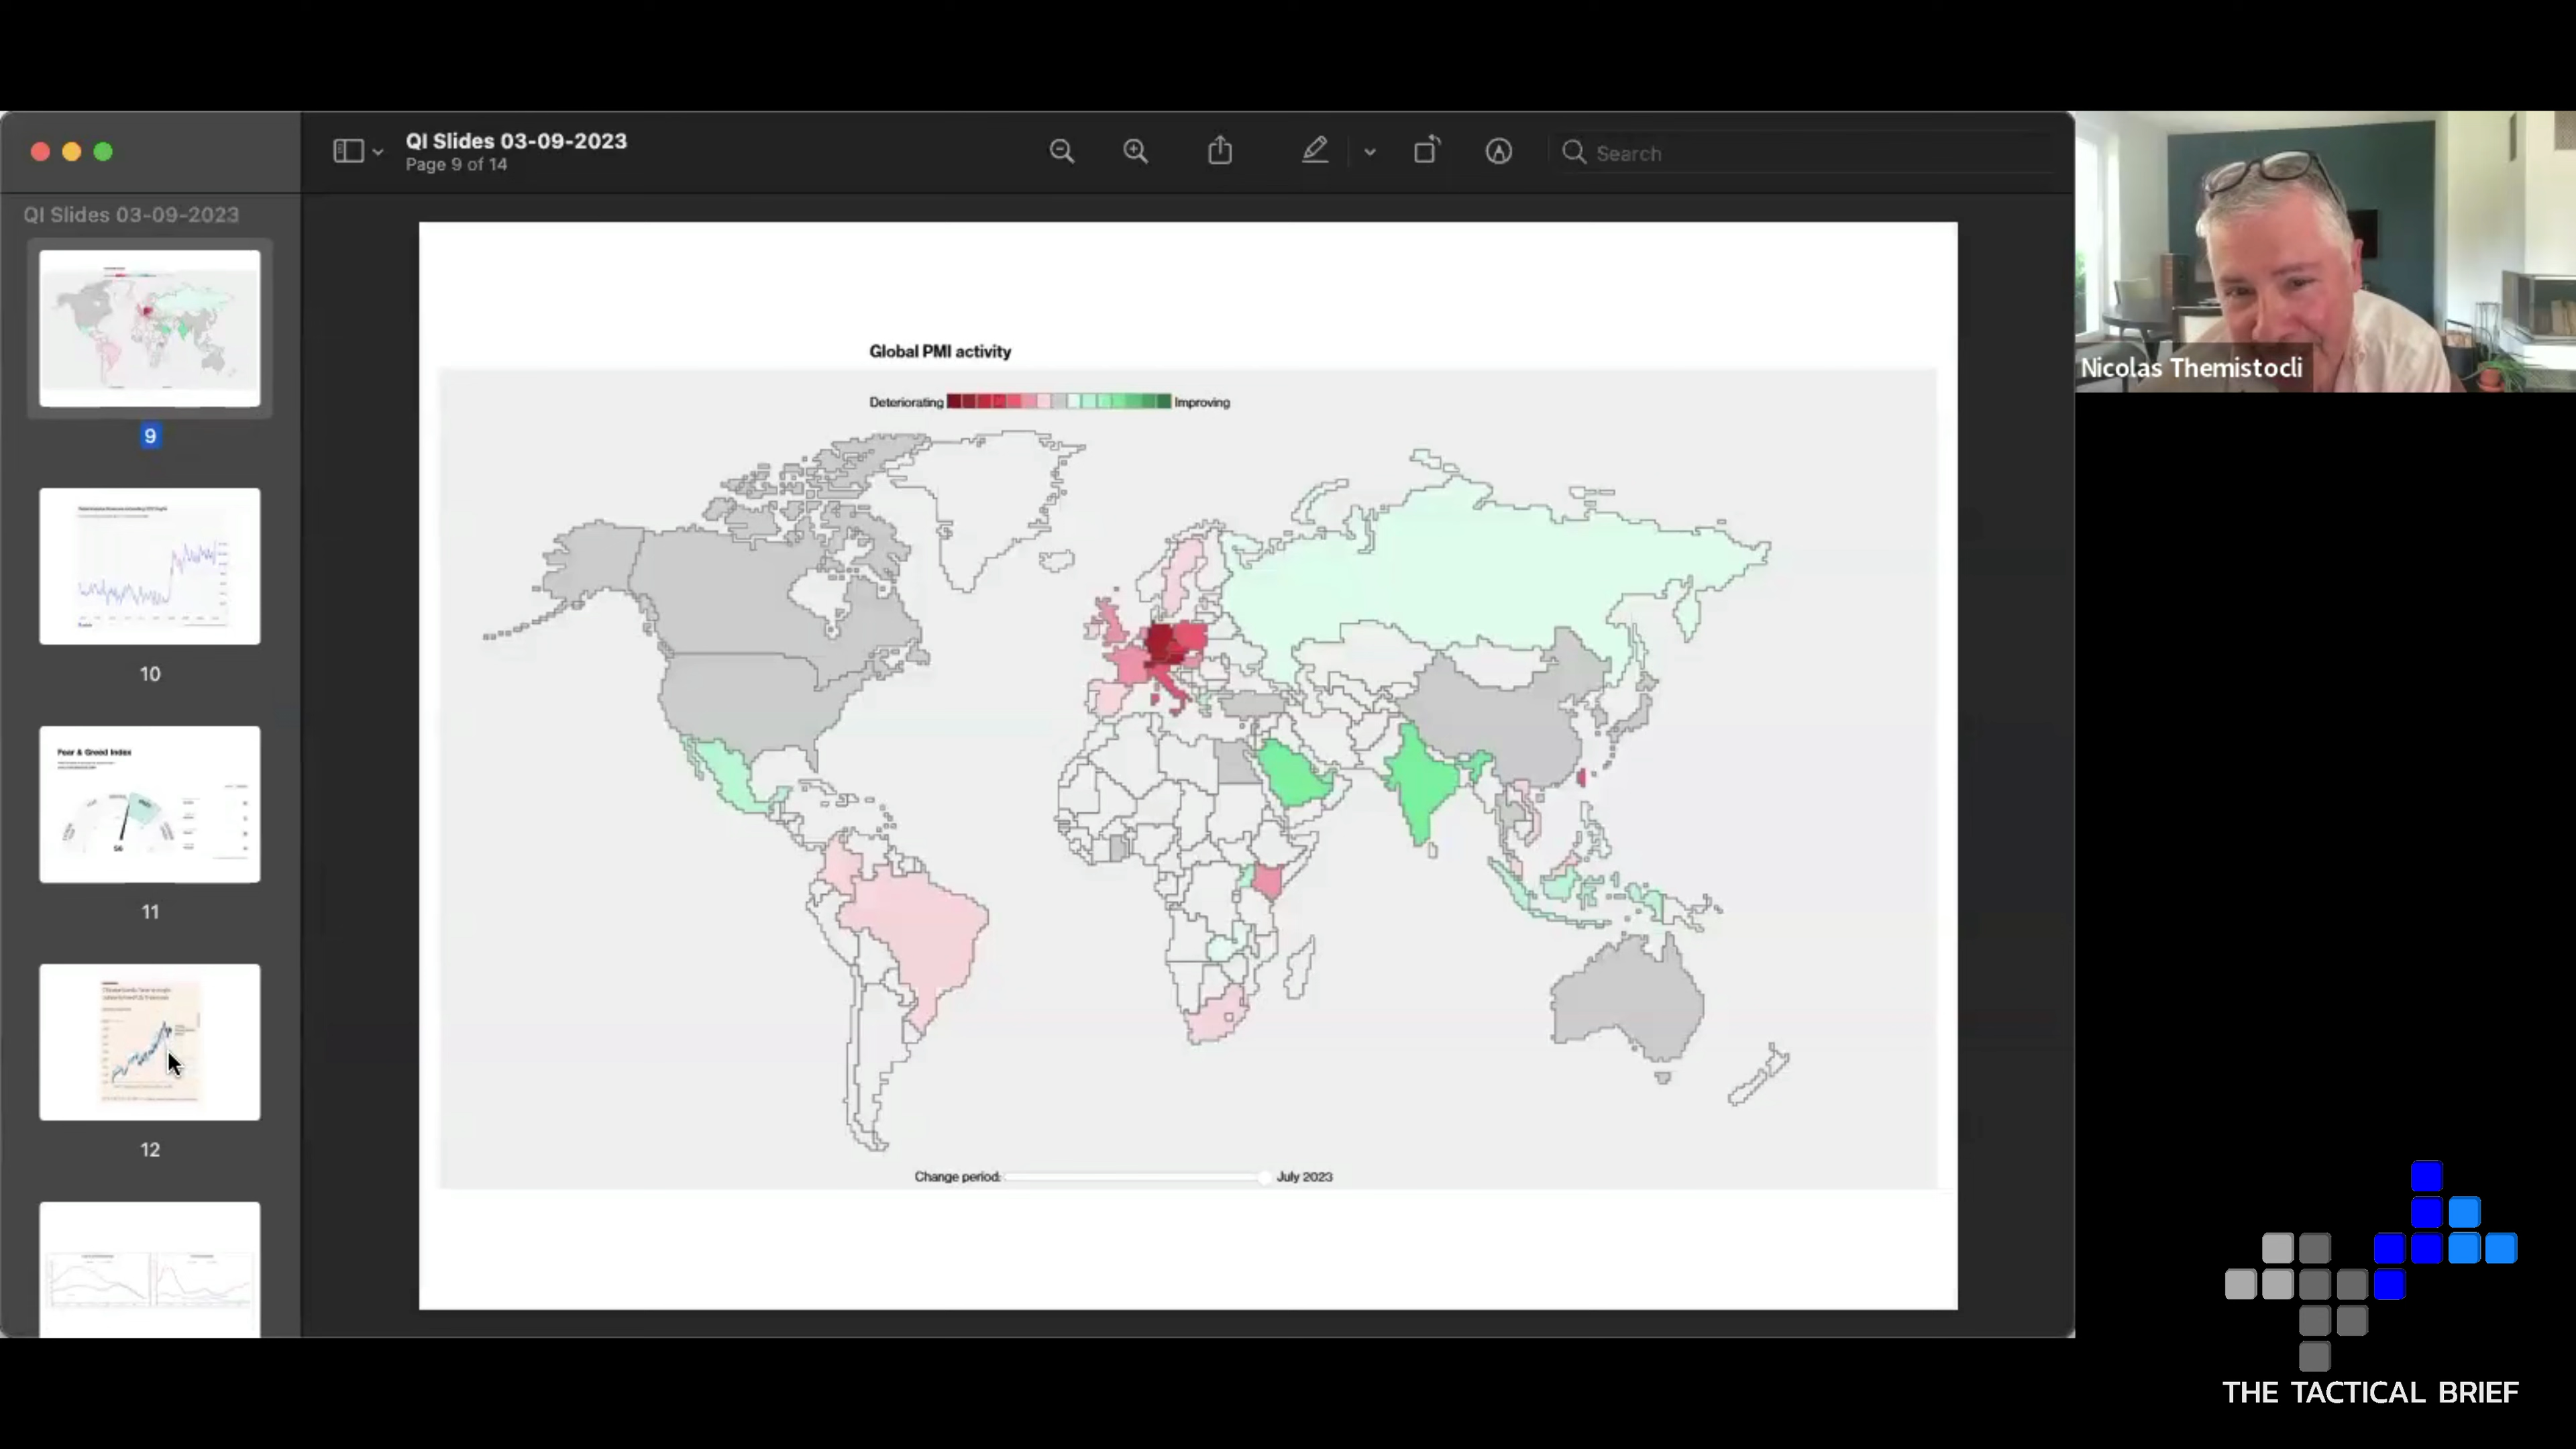 QI Slides 03-09-2023
Page 9 of 14
Search
QI Slides 03-09-2023
9
10
Fear & Greed Index
56
11
12
Global PMI activity
Deteriorating
Improving
Change period:
July 2023
Nicolas Themistocli
THE TACTICAL BRIEF